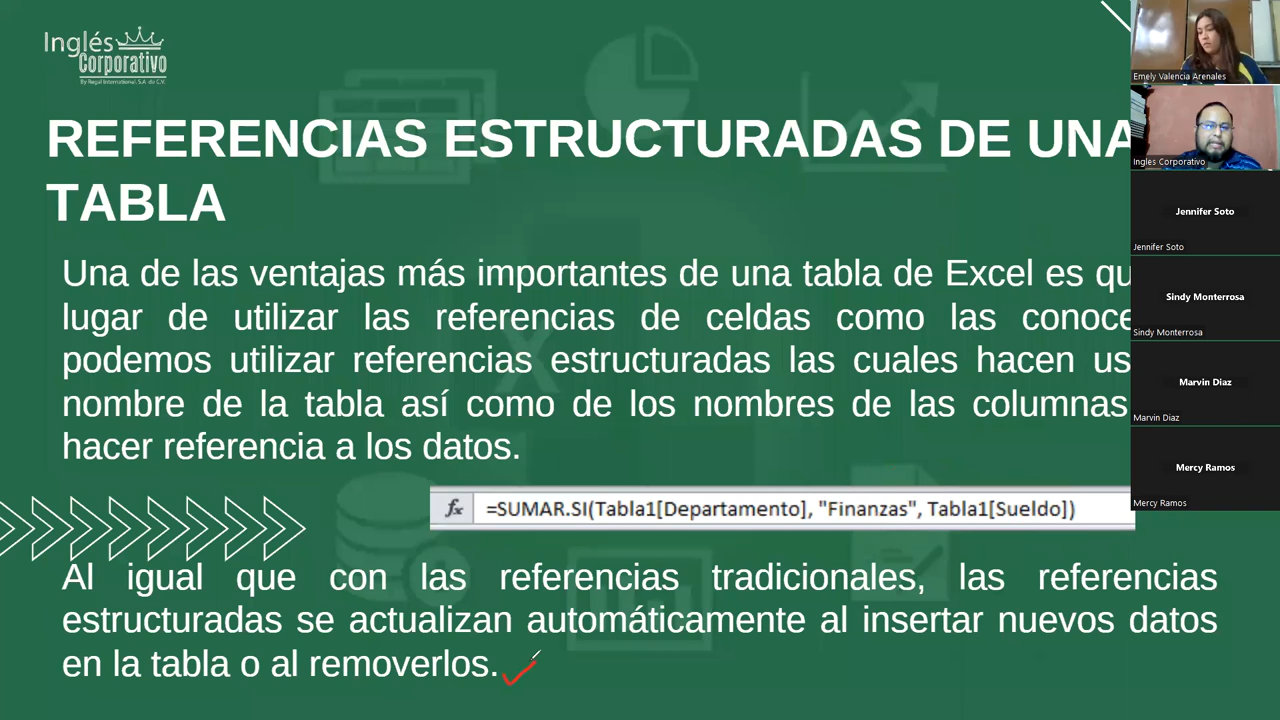 Inglés
Corporativo
By Regal International, S.A. de C.V.
REFERENCIAS ESTRUCTURADAS DE UNA
TABLA
Una de las ventajas más importantes de una tabla de Excel es qu
lugar de utilizar las referencias de celdas como las conoce
podemos utilizar referencias estructuradas las cuales hacen us
nombre de la tabla así como de los nombres de las columnas
hacer referencia a los datos.
fx =SUMAR.SI(Tabla1[Departamento], "Finanzas", Tabla1[Sueldo])
Al igual que con las referencias tradicionales, las referencias
estructuradas se actualizan automáticamente al insertar nuevos datos
en la tabla o al removerlos.
Emely Valencia Arenales
Ingles Corporativo
Jennifer Soto
Jennifer Soto
Sindy Monterrosa
Sindy Monterrosa
Marvin Diaz
Marvin Diaz
Mercy Ramos
Mercy Ramos